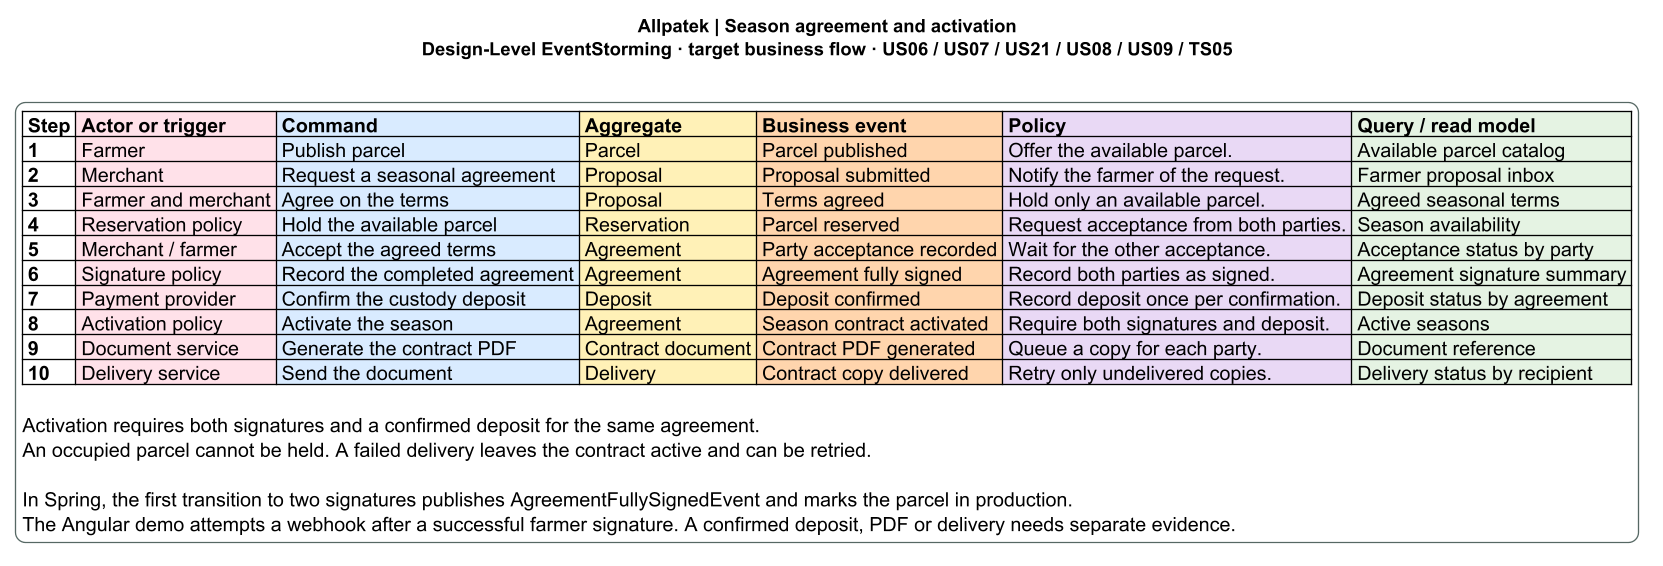 Allpatek | Season agreement and activation
Design-Level EventStorming · target business flow · US06 / US07 / US21 / US08 / US09 / TS05
Step Actor or trigger Command Aggregate Business event Policy Query / read model
1 Farmer Publish parcel Parcel Parcel published Offer the available parcel. Available parcel catalog
2 Merchant Request a seasonal agreement Proposal Proposal submitted Notify the farmer of the request. Farmer proposal inbox
3 Farmer and merchant Agree on the terms Proposal Terms agreed Hold only an available parcel. Agreed seasonal terms
4 Reservation policy Hold the available parcel Reservation Parcel reserved Request acceptance from both parties. Season availability
5 Merchant / farmer Accept the agreed terms Agreement Party acceptance recorded Wait for the other acceptance. Acceptance status by party
6 Signature policy Record the completed agreement Agreement Agreement fully signed Record both parties as signed. Agreement signature summary
7 Payment provider Confirm the custody deposit Deposit Deposit confirmed Record deposit once per confirmation. Deposit status by agreement
8 Activation policy Activate the season Agreement Season contract activated Require both signatures and deposit. Active seasons
9 Document service Generate the contract PDF Contract document Contract PDF generated Queue a copy for each party. Document reference
10 Delivery service Send the document Delivery Contract copy delivered Retry only undelivered copies. Delivery status by recipient
Activation requires both signatures and a confirmed deposit for the same agreement.
An occupied parcel cannot be held. A failed delivery leaves the contract active and can be retried.
In Spring, the first transition to two signatures publishes AgreementFullySignedEvent and marks the parcel in production.
The Angular demo attempts a webhook after a successful farmer signature. A confirmed deposit, PDF or delivery needs separate evidence.